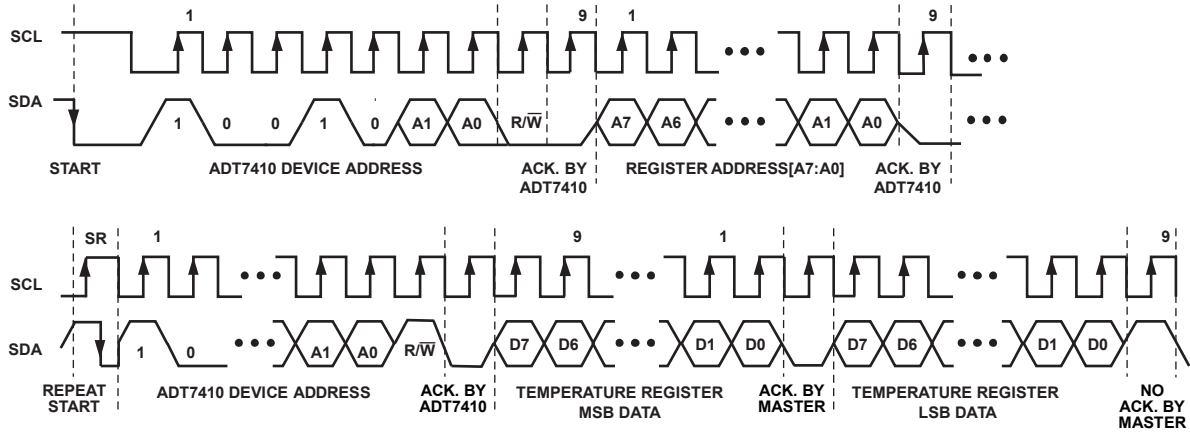 1 9 1 9
SCL
SDA
1 0 0 1 0 A1 A0 R/W̅ A7 A6 A1 A0
START ADT7410 DEVICE ADDRESS ACK. BY REGISTER ADDRESS[A7:A0] ACK. BY
ADT7410 ADT7410
SR 1 9 1 9
SCL
SDA
1 0 A1 A0 R/W̅ D7 D6 D1 D0 D7 D6 D1 D0
REPEAT ADT7410 DEVICE ADDRESS ACK. BY TEMPERATURE REGISTER ACK. BY TEMPERATURE REGISTER NO
START ADT7410 MSB DATA MASTER LSB DATA ACK. BY
MASTER